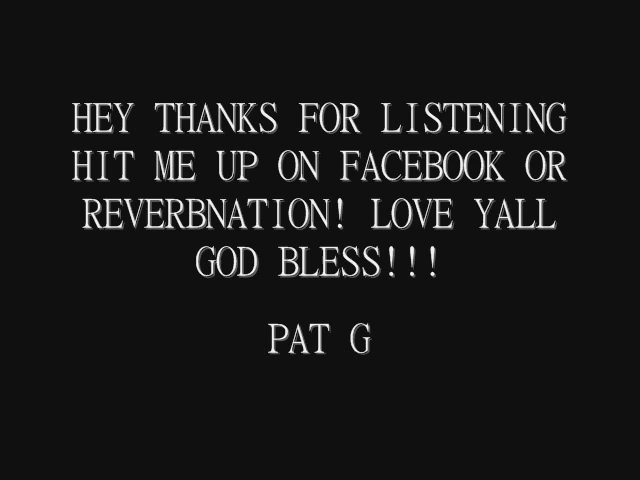 HEY THANKS FOR LISTENING
HIT ME UP ON FACEBOOK OR
REVERBNATION! LOVE YALL
GOD BLESS!!!
PAT G